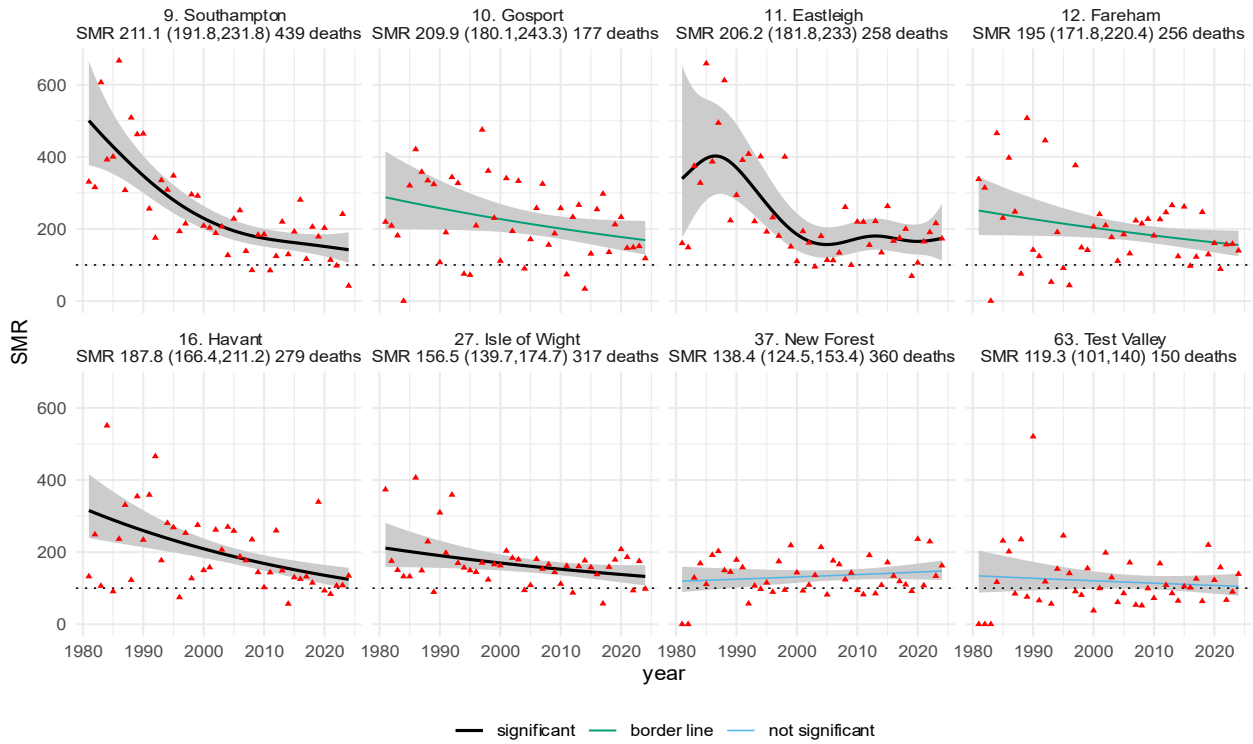 9. Southampton
SMR 211.1 (191.8,231.8) 439 deaths
10. Gosport
SMR 209.9 (180.1,243.3) 177 deaths
11. Eastleigh
SMR 206.2 (181.8,233) 258 deaths
12. Fareham
SMR 195 (171.8,220.4) 256 deaths
600
400
200
0
16. Havant
SMR 187.8 (166.4,211.2) 279 deaths
27. Isle of Wight
SMR 156.5 (139.7,174.7) 317 deaths
37. New Forest
SMR 138.4 (124.5,153.4) 360 deaths
63. Test Valley
SMR 119.3 (101,140) 150 deaths
SMR
600
400
200
0
1980 1990 2000 2010 2020
1980 1990 2000 2010 2020
1980 1990 2000 2010 2020
1980 1990 2000 2010 2020
year
significant
border line
not significant